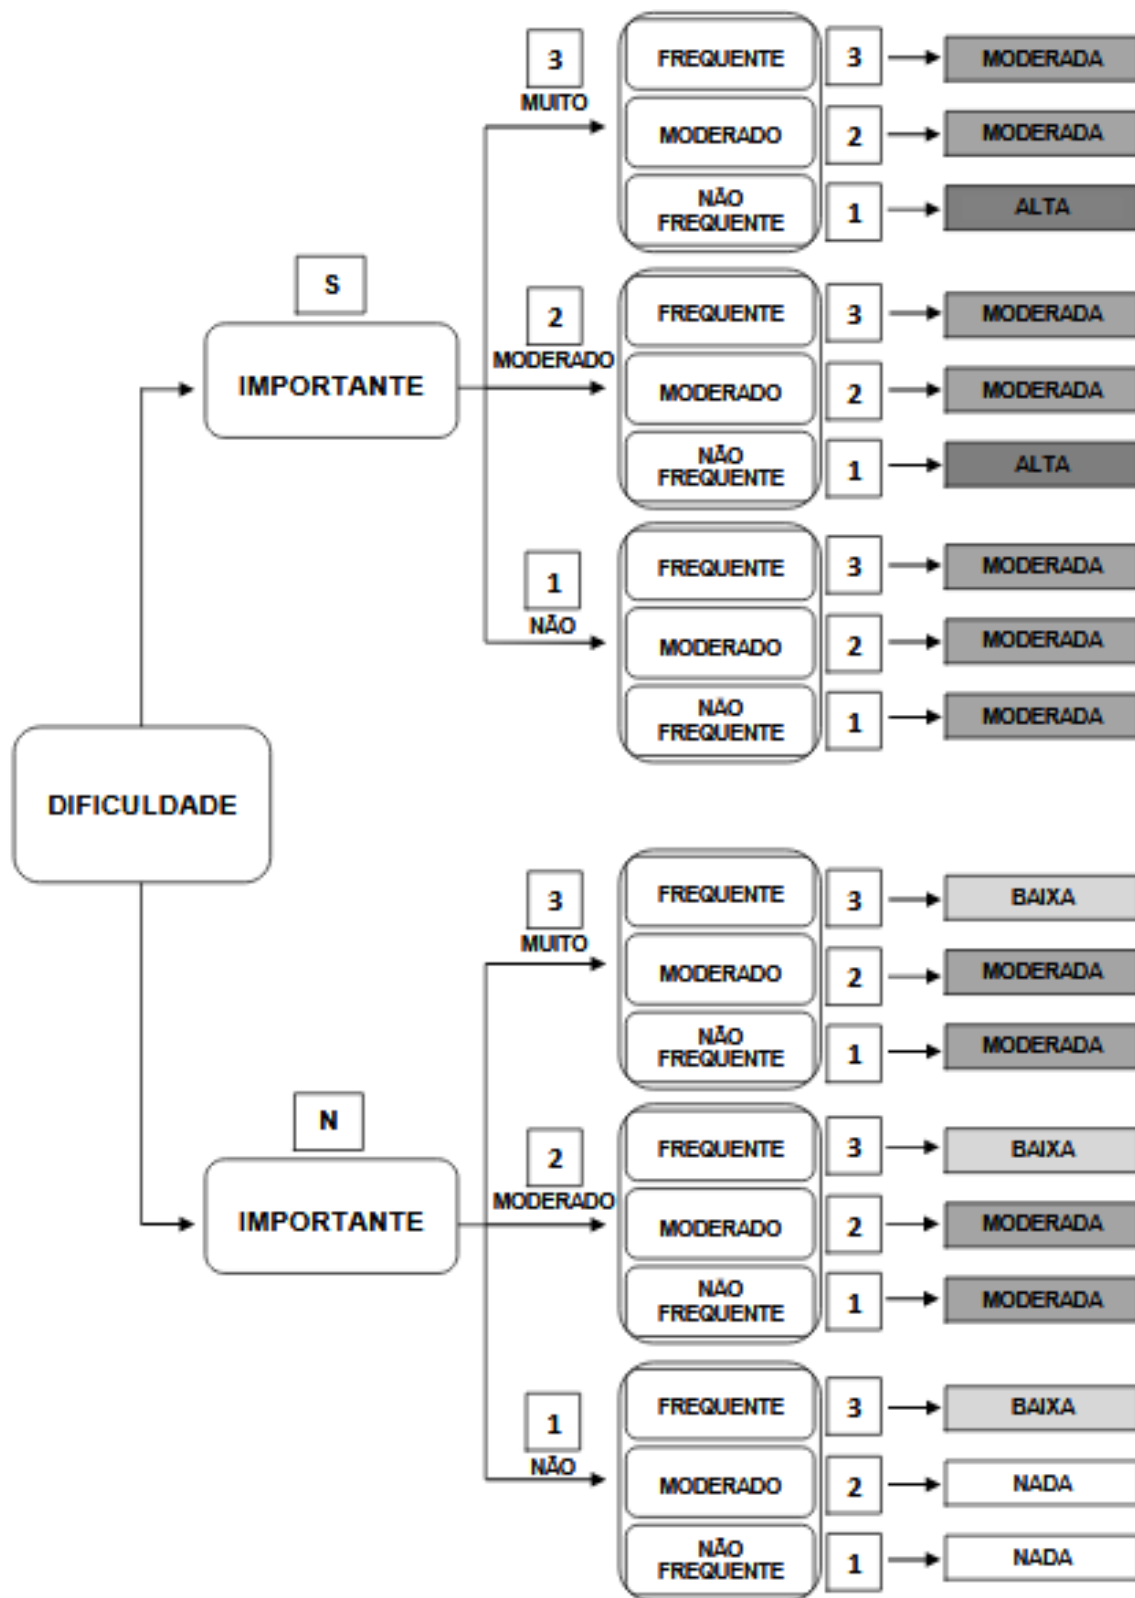 3
MUITO
FREQUENTE 3 MODERADA
MODERADO 2 MODERADA
NÃO
FREQUENTE 1 ALTA
S
IMPORTANTE
2
MODERADO
FREQUENTE 3 MODERADA
MODERADO 2 MODERADA
NÃO
FREQUENTE 1 ALTA
1
NÃO
FREQUENTE 3 MODERADA
MODERADO 2 MODERADA
NÃO
FREQUENTE 1 MODERADA
DIFICULDADE
3
MUITO
FREQUENTE 3 BAIXA
MODERADO 2 MODERADA
NÃO
FREQUENTE 1 MODERADA
N
IMPORTANTE
2
MODERADO
FREQUENTE 3 BAIXA
MODERADO 2 MODERADA
NÃO
FREQUENTE 1 MODERADA
1
NÃO
FREQUENTE 3 BAIXA
MODERADO 2 NADA
NÃO
FREQUENTE 1 NADA